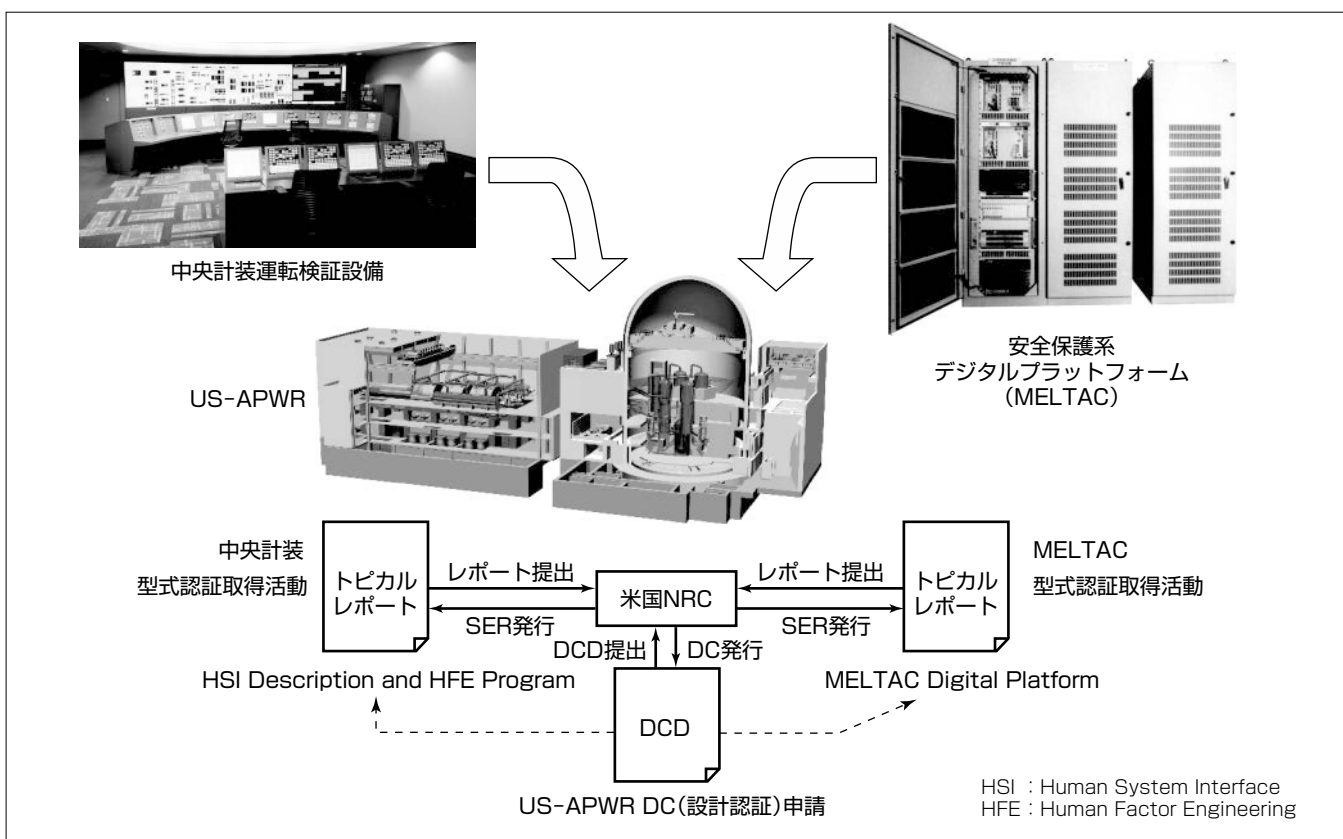 中央計装運転検証設備
安全保護系
デジタルプラットフォーム
（MELTAC）
US-APWR
中央計装
型式認証取得活動
トピカル
レポート
レポート提出
SER発行
米国NRC
レポート提出
SER発行
トピカル
レポート
MELTAC
型式認証取得活動
DCD提出
DC発行
HSI Description and HFE Program
MELTAC Digital Platform
DCD
US-APWR DC（設計認証）申請
HSI ：Human System Interface
HFE：Human Factor Engineering